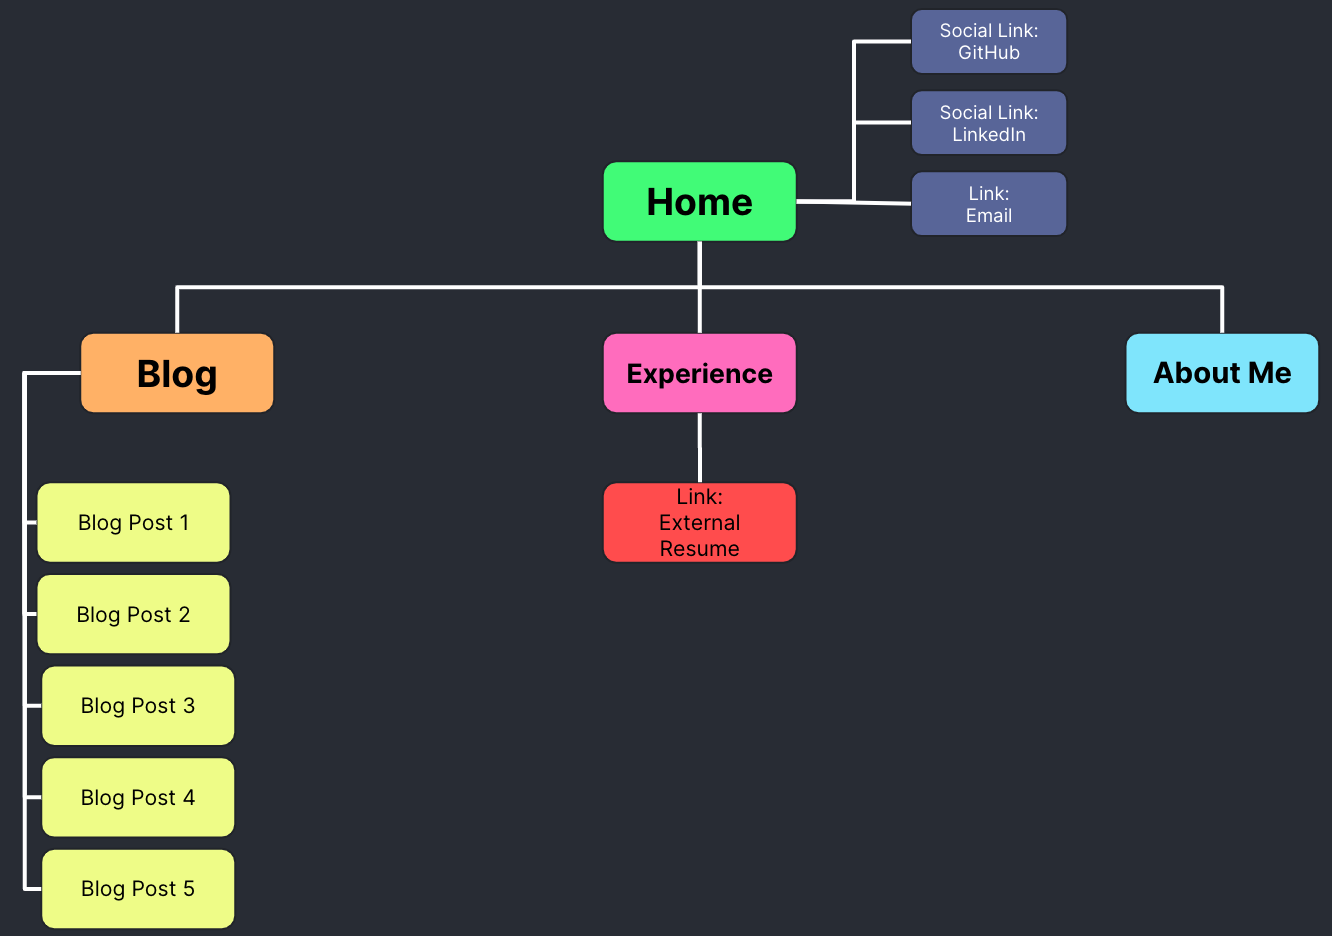 Social Link:
GitHub
Social Link:
LinkedIn
Link:
Email
Home
Blog
Experience
About Me
Link:
External
Resume
Blog Post 1
Blog Post 2
Blog Post 3
Blog Post 4
Blog Post 5